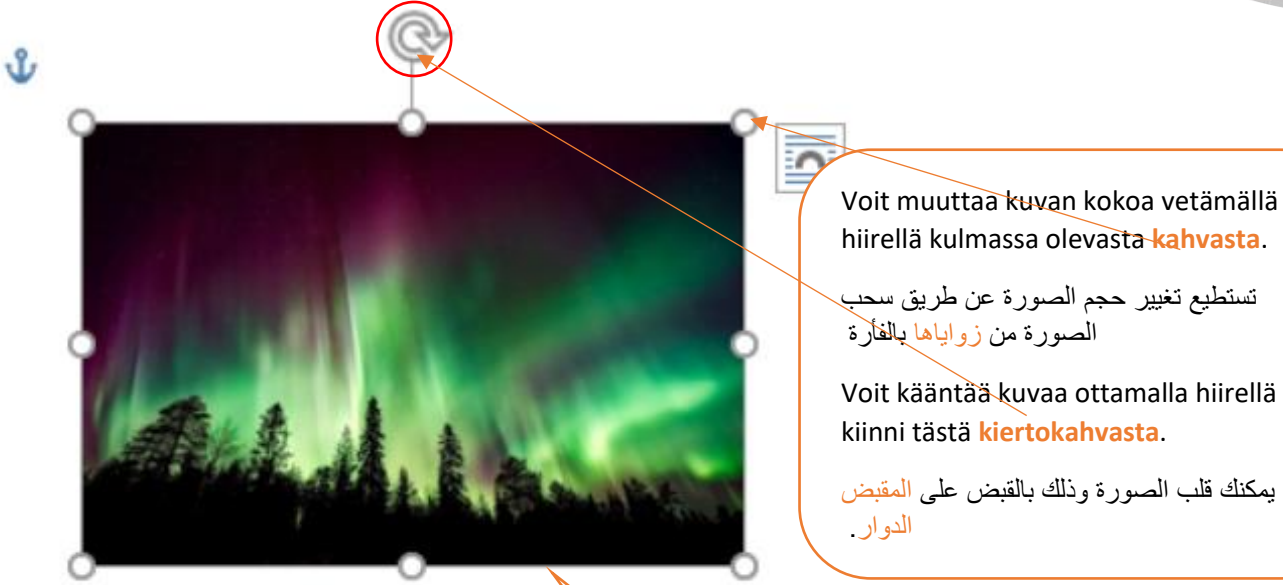 Voit muuttaa kuvan kokoa vetämällä
hiirellä kulmassa olevasta kahvasta.
تستطيع تغيير حجم الصورة عن طريق سحب
الصورة من زواياها بالفأرة
Voit kääntää kuvaa ottamalla hiirellä
kiinni tästä kiertokahvasta.
يمكنك قلب الصورة وذلك بالقبض على المقبض
الدوار.